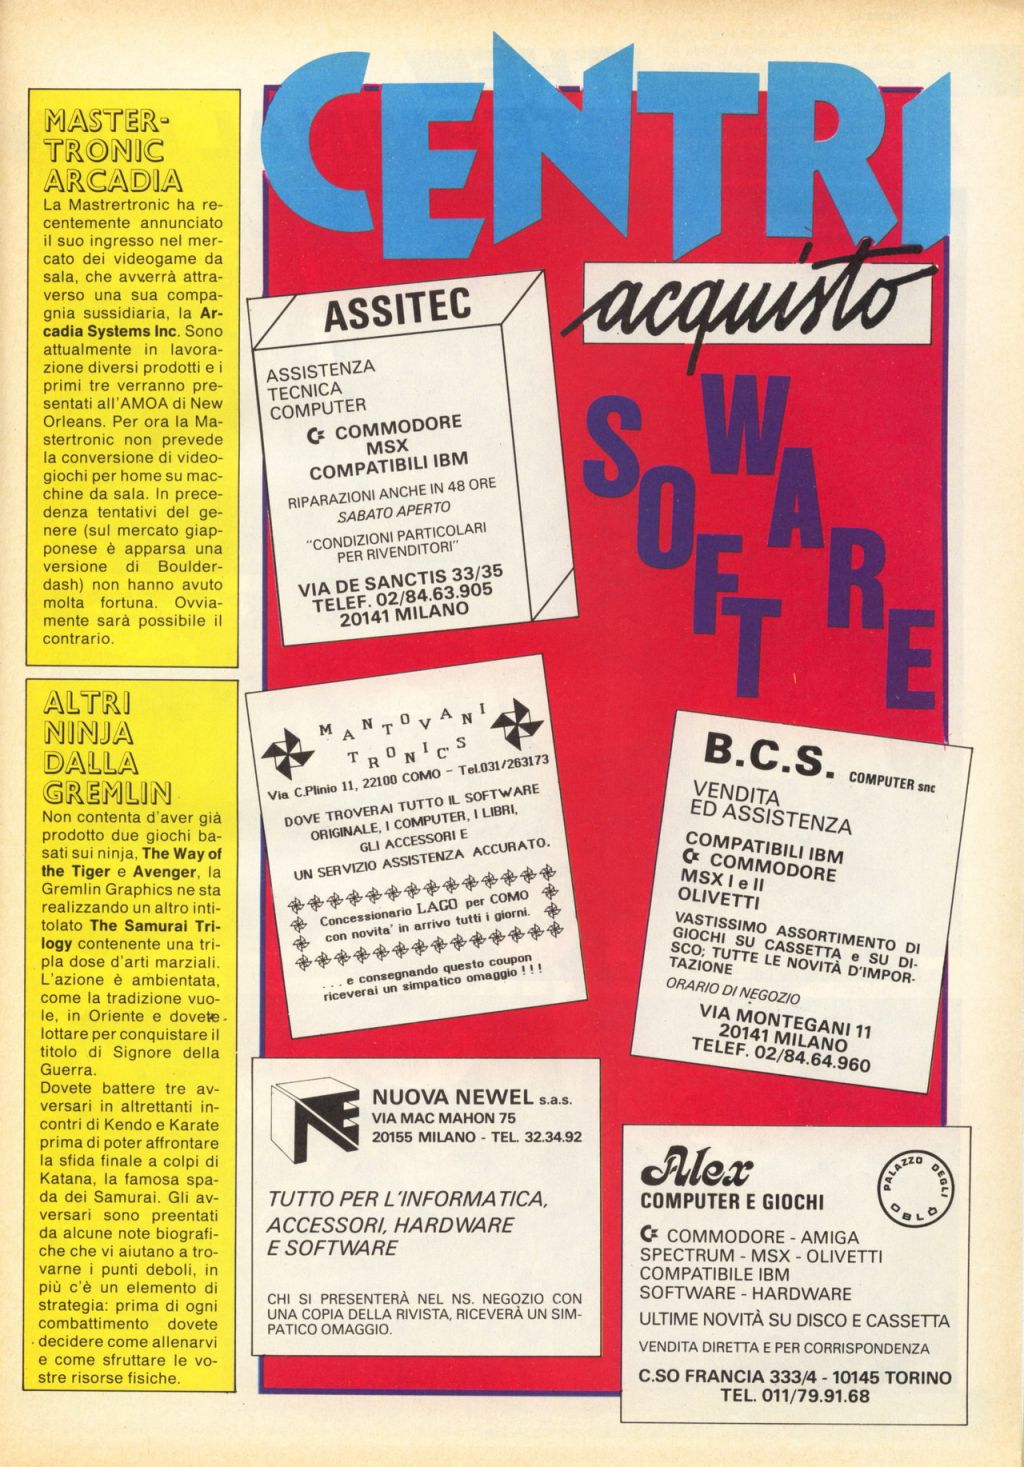 MASTER-
TRONIC
ARCADIA
La Mastrertronic ha re-
centemente annunciato
il suo ingresso nel mer-
cato dei videogame da
sala, che avverrà attra-
verso una sua compa-
gnia sussidiaria, la Ar-
cadia Systems Inc. Sono
attualmente in lavora-
zione diversi prodotti e i
primi tre verranno pre-
sentati all'AMOA di New
Orleans. Per ora la Ma-
stertronic non prevede
la conversione di video-
giochi per home su mac-
chine da sala. In prece-
denza tentativi del ge-
nere (sul mercato giap-
ponese è apparsa una
versione di Boulder-
dash) non hanno avuto
molta fortuna. Ovvia-
mente sarà possibile il
contrario.
ALTRI
NINJA
DALLA
GREMLIN
Non contenta d'aver già
prodotto due giochi ba-
sati sui ninja, The Way of
the Tiger e Avenger, la
Gremlin Graphics ne sta
realizzando un altro inti-
tolato The Samurai Tri-
logy contenente una tri-
pla dose d'arti marziali.
L'azione è ambientata,
come la tradizione vuo-
le, in Oriente e dovete
lottare per conquistare il
titolo di Signore della
Guerra.
Dovete battere tre av-
versari in altrettanti in-
contri di Kendo e Karate
prima di poter affrontare
la sfida finale a colpi di
Katana, la famosa spa-
da dei Samurai. Gli av-
versari sono preentati
da alcune note biografi-
che che vi aiutano a tro-
varne i punti deboli, in
più c'è un elemento di
strategia: prima di ogni
combattimento dovete
decidere come allenarvi
e come sfruttare le vo-
stre risorse fisiche.
CENTRI
acquisto
SOFTWARE
ASSITEC
ASSISTENZA
TECNICA
COMPUTER
COMMODORE
MSX
COMPATIBILI IBM
RIPARAZIONI ANCHE IN 48 ORE
SABATO APERTO
"CONDIZIONI PARTICOLARI
PER RIVENDITORI"
VIA DE SANCTIS 33/35
TELEF. 02/84.63.905
20141 MILANO
MANTOVANI
TRONIC'S
Via C.Plinio 11, 22100 COMO - Tel.031/263173
DOVE TROVERAI TUTTO IL SOFTWARE
ORIGINALE, I COMPUTER, I LIBRI,
GLI ACCESSORI E
UN SERVIZIO ASSISTENZA ACCURATO.
Concessionario LAGO per COMO
con novita' in arrivo tutti i giorni.
. . . e consegnando questo coupon
riceverai un simpatico omaggio ! ! !
B.C.S. COMPUTER snc
VENDITA
ED ASSISTENZA
COMPATIBILI IBM
COMMODORE
MSX I e II
OLIVETTI
VASTISSIMO ASSORTIMENTO DI
GIOCHI SU CASSETTA e SU DI-
SCO; TUTTE LE NOVITÀ D'IMPOR-
TAZIONE
ORARIO DI NEGOZIO
VIA MONTEGANI 11
20141 MILANO
TELEF. 02/84.64.960
NE
NUOVA NEWEL s.a.s.
VIA MAC MAHON 75
20155 MILANO - TEL. 32.34.92
TUTTO PER L'INFORMATICA,
ACCESSORI, HARDWARE
E SOFTWARE
CHI SI PRESENTERÀ NEL NS. NEGOZIO CON
UNA COPIA DELLA RIVISTA, RICEVERÀ UN SIM-
PATICO OMAGGIO.
Alex
COMPUTER E GIOCHI
PALAZZO DEGLI
OBLÒ
COMMODORE - AMIGA
SPECTRUM - MSX - OLIVETTI
COMPATIBILE IBM
SOFTWARE - HARDWARE
ULTIME NOVITÀ SU DISCO E CASSETTA
VENDITA DIRETTA E PER CORRISPONDENZA
C.SO FRANCIA 333/4 - 10145 TORINO
TEL. 011/79.91.68